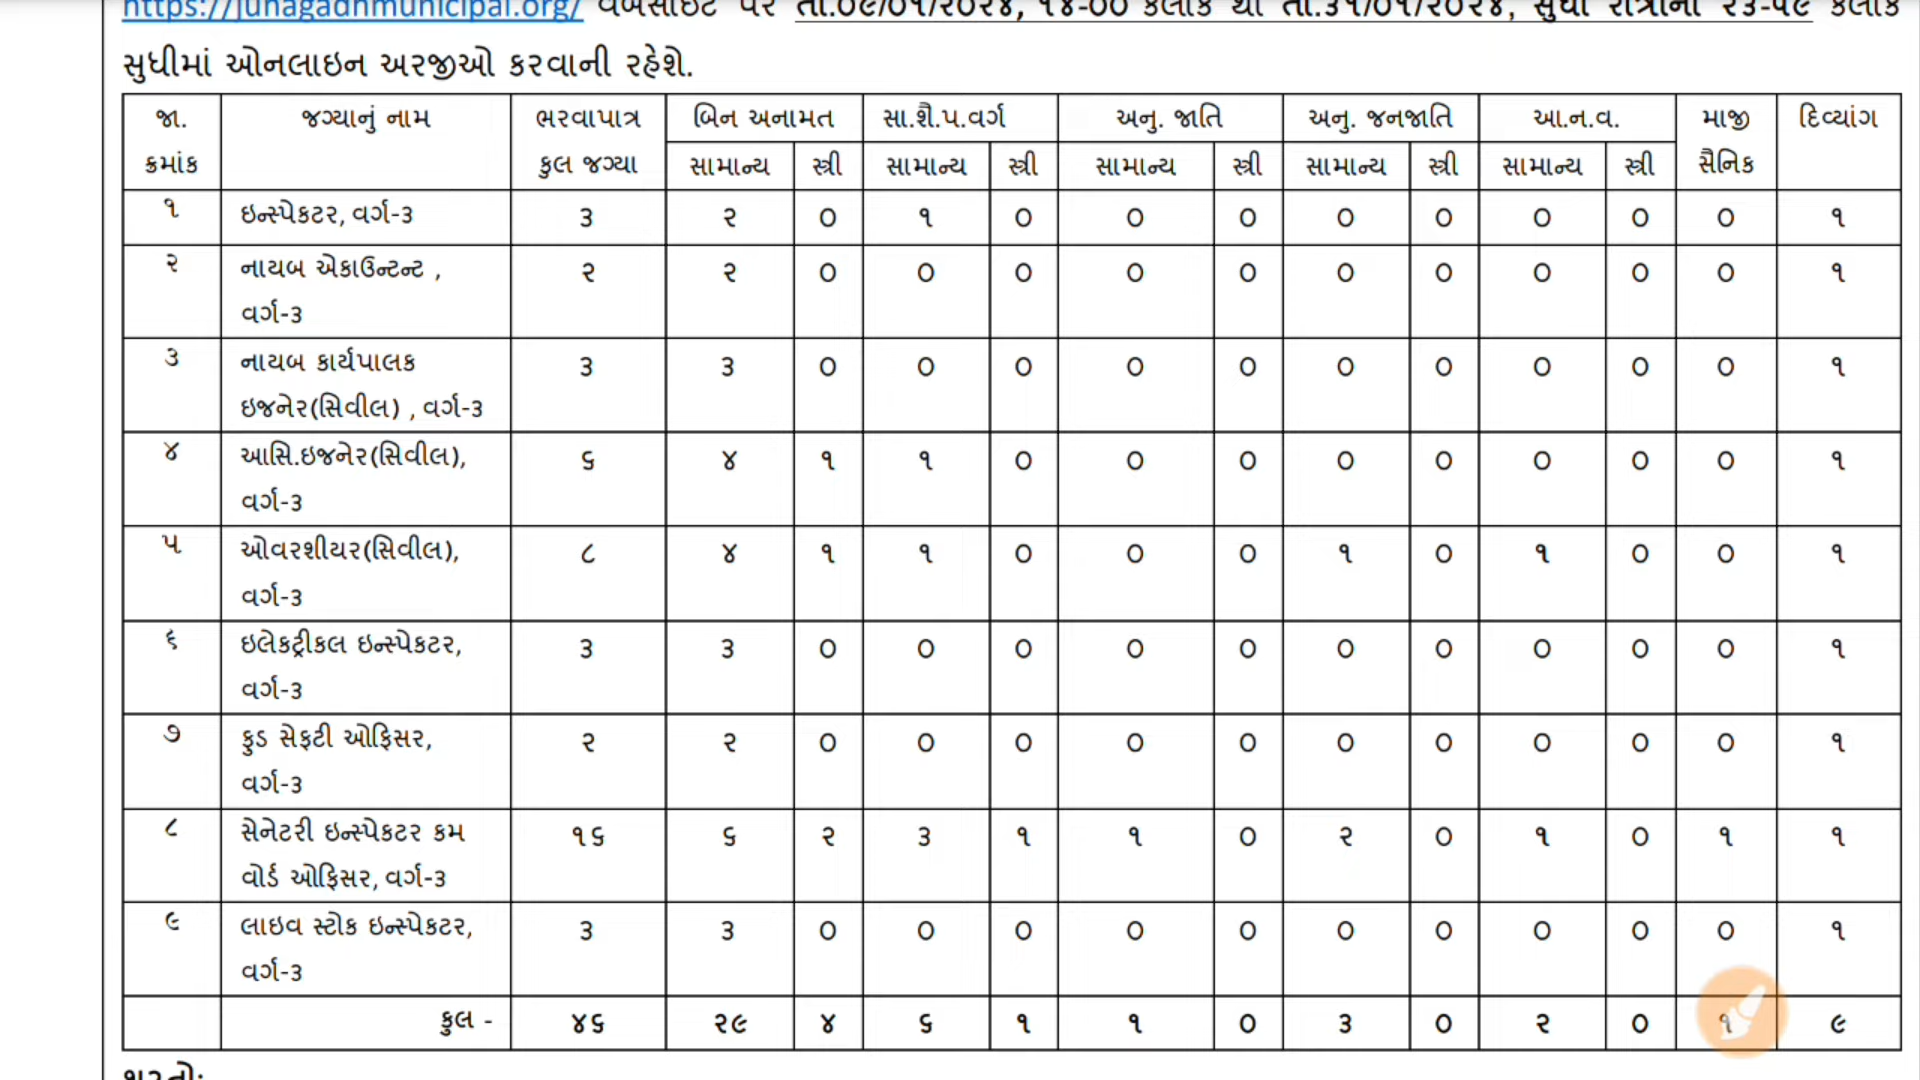 https://junagadhmunicipal.org/ વેબસાઇટ પર તા.૦૯/૦૧/૨૦૨૪, ૧૪-૦૦ કલાક થી તા.૩૧/૦૧/૨૦૨૪, સુધી રાત્રીના ૨૩-૫૯ કલાક
સુધીમાં ઓનલાઇન અરજીઓ કરવાની રહેશે.
જા. ક્રમાંક જગ્યાનું નામ ભરવાપાત્ર કુલ જગ્યા બિન અનામત સા.શૈ.પ.વર્ગ અનુ. જાતિ અનુ. જનજાતિ આ.ન.વ. માજી સૈનિક દિવ્યાંગ
સામાન્ય સ્ત્રી સામાન્ય સ્ત્રી સામાન્ય સ્ત્રી સામાન્ય સ્ત્રી સામાન્ય સ્ત્રી
૧ ઇન્સ્પેકટર, વર્ગ-૩ ૩ ૨ ૦ ૧ ૦ ૦ ૦ ૦ ૦ ૦ ૦ ૦ ૧
૨ નાયબ એકાઉન્ટન્ટ , ૨ ૨ ૦ ૦ ૦ ૦ ૦ ૦ ૦ ૦ ૦ ૦ ૧
વર્ગ-૩
૩ નાયબ કાર્યપાલક ૩ ૩ ૦ ૦ ૦ ૦ ૦ ૦ ૦ ૦ ૦ ૦ ૧
ઇજનેર(સિવીલ) , વર્ગ-૩
૪ આસિ.ઇજનેર(સિવીલ), ૬ ૪ ૧ ૧ ૦ ૦ ૦ ૦ ૦ ૦ ૦ ૦ ૧
વર્ગ-૩
૫ ઓવરશીયર(સિવીલ), ૮ ૪ ૧ ૧ ૦ ૦ ૦ ૧ ૦ ૧ ૦ ૦ ૧
વર્ગ-૩
૬ ઇલેકટ્રીકલ ઇન્સ્પેકટર, ૩ ૩ ૦ ૦ ૦ ૦ ૦ ૦ ૦ ૦ ૦ ૦ ૧
વર્ગ-૩
૭ ફુડ સેફટી ઓફિસર, ૨ ૨ ૦ ૦ ૦ ૦ ૦ ૦ ૦ ૦ ૦ ૦ ૧
વર્ગ-૩
૮ સેનેટરી ઇન્સ્પેકટર કમ ૧૬ ૬ ૨ ૩ ૧ ૧ ૦ ૨ ૦ ૧ ૦ ૧ ૧
વોર્ડ ઓફિસર, વર્ગ-૩
૯ લાઇવ સ્ટોક ઇન્સ્પેકટર, ૩ ૩ ૦ ૦ ૦ ૦ ૦ ૦ ૦ ૦ ૦ ૦ ૧
વર્ગ-૩
કુલ - ૪૬ ૨૯ ૪ ૬ ૧ ૧ ૦ ૩ ૦ ૨ ૦ ૧ ૯